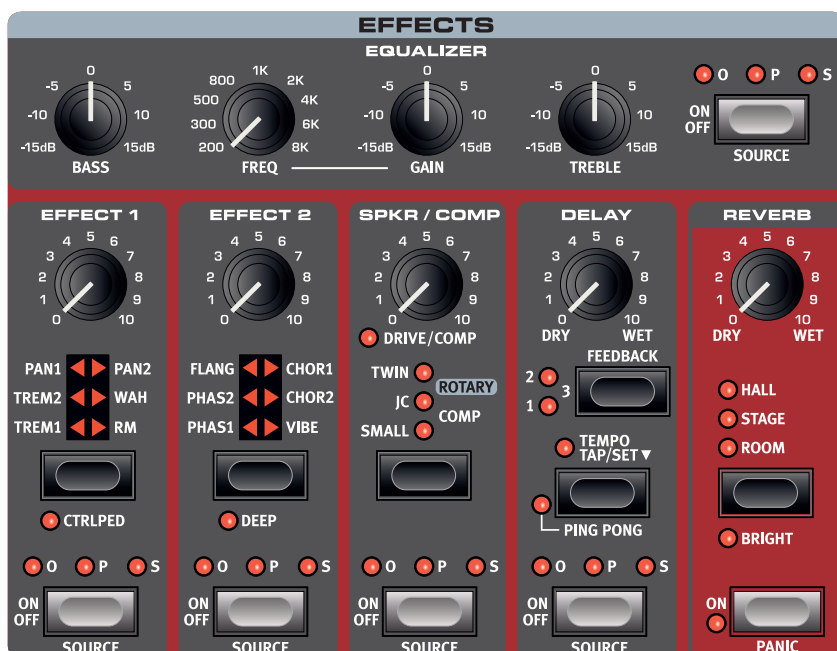 EFFECTS
EQUALIZER
-15dB -10 -5 0 5 10 15dB
BASS
200 300 500 800 1K 2K 4K 6K 8K
FREQ
-15dB -10 -5 0 5 10 15dB
GAIN
-15dB -10 -5 0 5 10 15dB
TREBLE
O P S
ON
OFF
SOURCE
EFFECT 1
0 1 2 3 4 5 6 7 8 9 10
PAN1 PAN2
TREM2 WAH
TREM1 RM
CTRLPED
O P S
ON
OFF
SOURCE
EFFECT 2
0 1 2 3 4 5 6 7 8 9 10
FLANG CHOR1
PHAS2 CHOR2
PHAS1 VIBE
DEEP
O P S
ON
OFF
SOURCE
SPKR / COMP
0 1 2 3 4 5 6 7 8 9 10
DRIVE/COMP
TWIN
ROTARY
JC
COMP
SMALL
O P S
ON
OFF
SOURCE
DELAY
0 1 2 3 4 5 6 7 8 9 10
DRY WET
FEEDBACK
2
3
1
TEMPO
TAP/SET ▼
PING PONG
O P S
ON
OFF
SOURCE
REVERB
0 1 2 3 4 5 6 7 8 9 10
DRY WET
HALL
STAGE
ROOM
BRIGHT
ON
PANIC